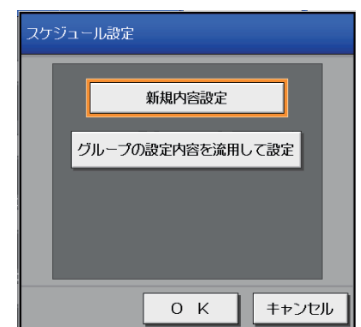 スケジュール設定
新規内容設定
グループの設定内容を流用して設定
O K
キャンセル